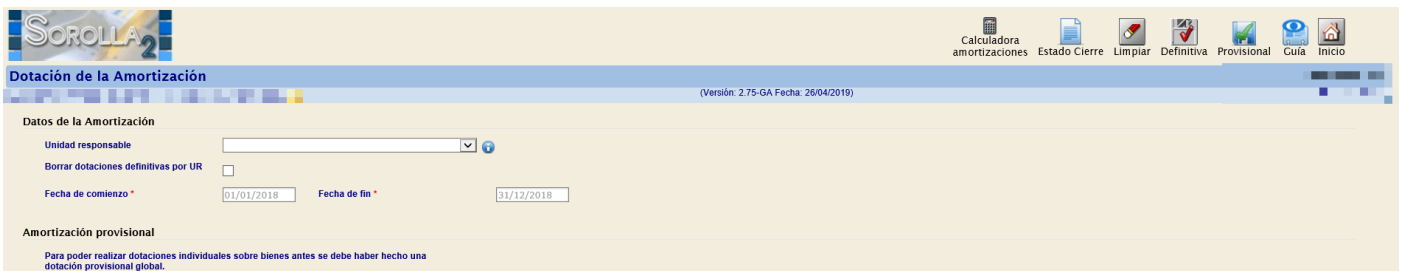 SOROLLA2
Calculadora
amortizaciones
Estado Cierre
Limpiar
Definitiva
Provisional
Guía
Inicio
Dotación de la Amortización
(Versión: 2.75-GA Fecha: 26/04/2019)
Datos de la Amortización
Unidad responsable
Borrar dotaciones definitivas por UR
Fecha de comienzo * 01/01/2018 Fecha de fin * 31/12/2018
Amortización provisional
Para poder realizar dotaciones individuales sobre bienes antes se debe haber hecho una
dotación provisional global.